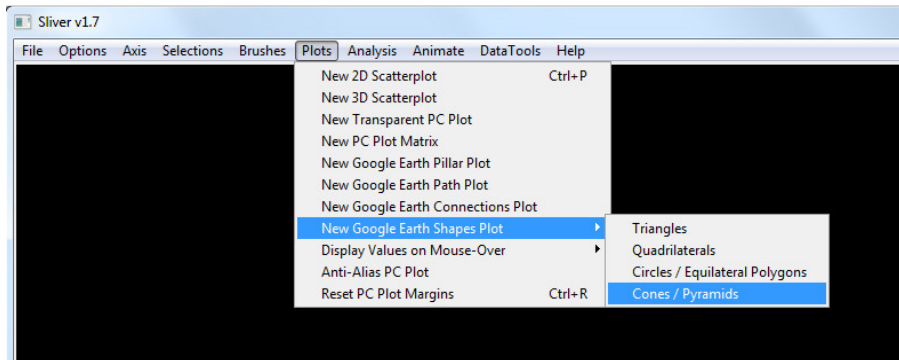 Sliver v1.7
File Options Axis Selections Brushes Plots Analysis Animate DataTools Help
New 2D Scatterplot Ctrl+P
New 3D Scatterplot
New Transparent PC Plot
New PC Plot Matrix
New Google Earth Pillar Plot
New Google Earth Path Plot
New Google Earth Connections Plot
New Google Earth Shapes Plot
Display Values on Mouse-Over
Anti-Alias PC Plot
Reset PC Plot Margins Ctrl+R
Triangles
Quadrilaterals
Circles / Equilateral Polygons
Cones / Pyramids